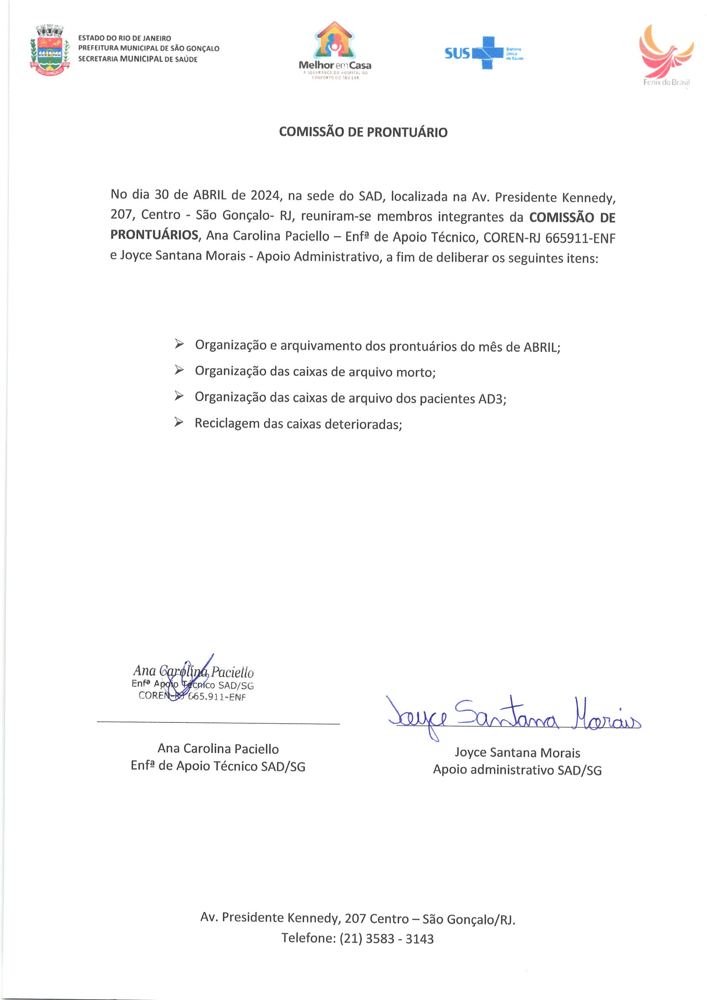 ESTADO DO RIO DE JANEIRO
PREFEITURA MUNICIPAL DE SÃO GONÇALO
SECRETARIA MUNICIPAL DE SAÚDE
SÃO GONÇALO
Melhor em Casa
A SEGURANÇA DO HOSPITAL NO
CONFORTO DO SEU LAR
SUS
Sistema
Único
de Saúde
Fenix do Brasil
COMISSÃO DE PRONTUÁRIO
No dia 30 de ABRIL de 2024, na sede do SAD, localizada na Av. Presidente Kennedy,
207, Centro - São Gonçalo- RJ, reuniram-se membros integrantes da COMISSÃO DE
PRONTUÁRIOS, Ana Carolina Paciello – Enfª de Apoio Técnico, COREN-RJ 665911-ENF
e Joyce Santana Morais - Apoio Administrativo, a fim de deliberar os seguintes itens:
➢ Organização e arquivamento dos prontuários do mês de ABRIL;
➢ Organização das caixas de arquivo morto;
➢ Organização das caixas de arquivo dos pacientes AD3;
➢ Reciclagem das caixas deterioradas;
Ana Carolina Paciello
Enfª Apoio Técnico SAD/SG
COREN-RJ 665.911-ENF
Joyce Santana Morais
Ana Carolina Paciello
Enfª de Apoio Técnico SAD/SG
Joyce Santana Morais
Apoio administrativo SAD/SG
Av. Presidente Kennedy, 207 Centro – São Gonçalo/RJ.
Telefone: (21) 3583 - 3143